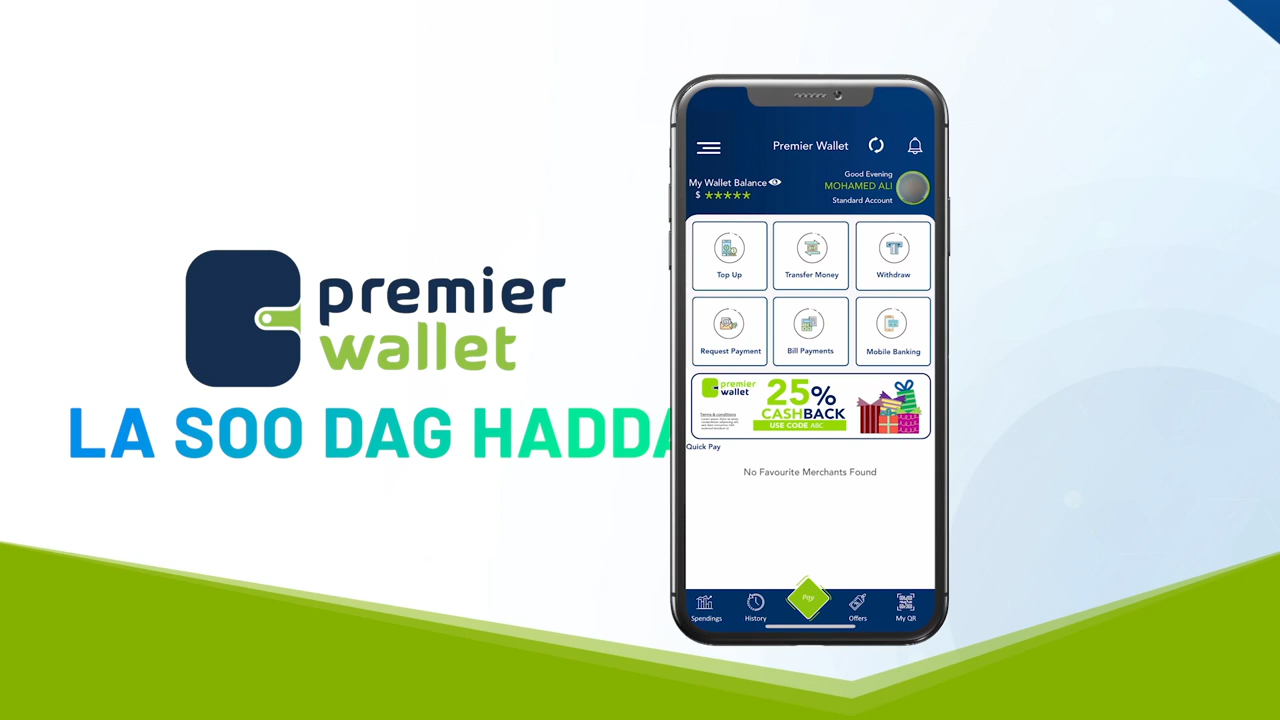 premier
wallet
LA SOO DAG HADDA
Premier Wallet
My Wallet Balance
$ *****
Good Evening
MOHAMED ALI
Standard Account
Top Up
Transfer Money
Withdraw
Request Payment
Bill Payments
Mobile Banking
premier
wallet
25%
CASHBACK
USE CODE ABC
Terms & conditions
Quick Pay
No Favourite Merchants Found
Spendings
History
Pay
Offers
My QR